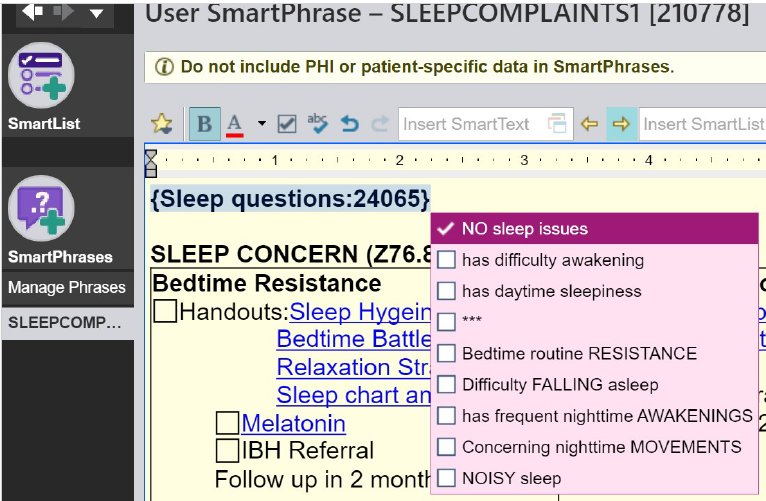 User SmartPhrase – SLEEPCOMPLAINTS1 [210778]
Do not include PHI or patient-specific data in SmartPhrases.
SmartList
B A abc Insert SmartText Insert SmartList
1 2 3 4
{Sleep questions:24065}
SmartPhrases
Manage Phrases
SLEEPCOMP...
SLEEP CONCERN (Z76.8
Bedtime Resistance
Handouts:Sleep Hygein
Bedtime Battle
Relaxation Str
Sleep chart an
Melatonin
IBH Referral
Follow up in 2 month
NO sleep issues
has difficulty awakening
has daytime sleepiness
***
Bedtime routine RESISTANCE
Difficulty FALLING asleep
has frequent nighttime AWAKENINGS
Concerning nighttime MOVEMENTS
NOISY sleep